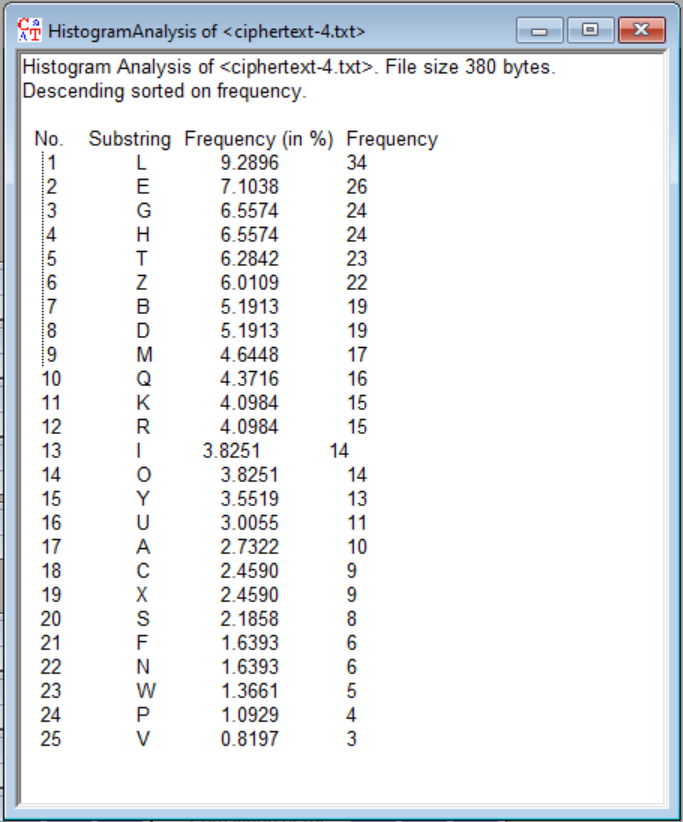 HistogramAnalysis of <ciphertext-4.txt>
Histogram Analysis of <ciphertext-4.txt>. File size 380 bytes.
Descending sorted on frequency.
No. Substring Frequency (in %) Frequency
1 L 9.2896 34
2 E 7.1038 26
3 G 6.5574 24
4 H 6.5574 24
5 T 6.2842 23
6 Z 6.0109 22
7 B 5.1913 19
8 D 5.1913 19
9 M 4.6448 17
10 Q 4.3716 16
11 K 4.0984 15
12 R 4.0984 15
13 I 3.8251 14
14 O 3.8251 14
15 Y 3.5519 13
16 U 3.0055 11
17 A 2.7322 10
18 C 2.4590 9
19 X 2.4590 9
20 S 2.1858 8
21 F 1.6393 6
22 N 1.6393 6
23 W 1.3661 5
24 P 1.0929 4
25 V 0.8197 3